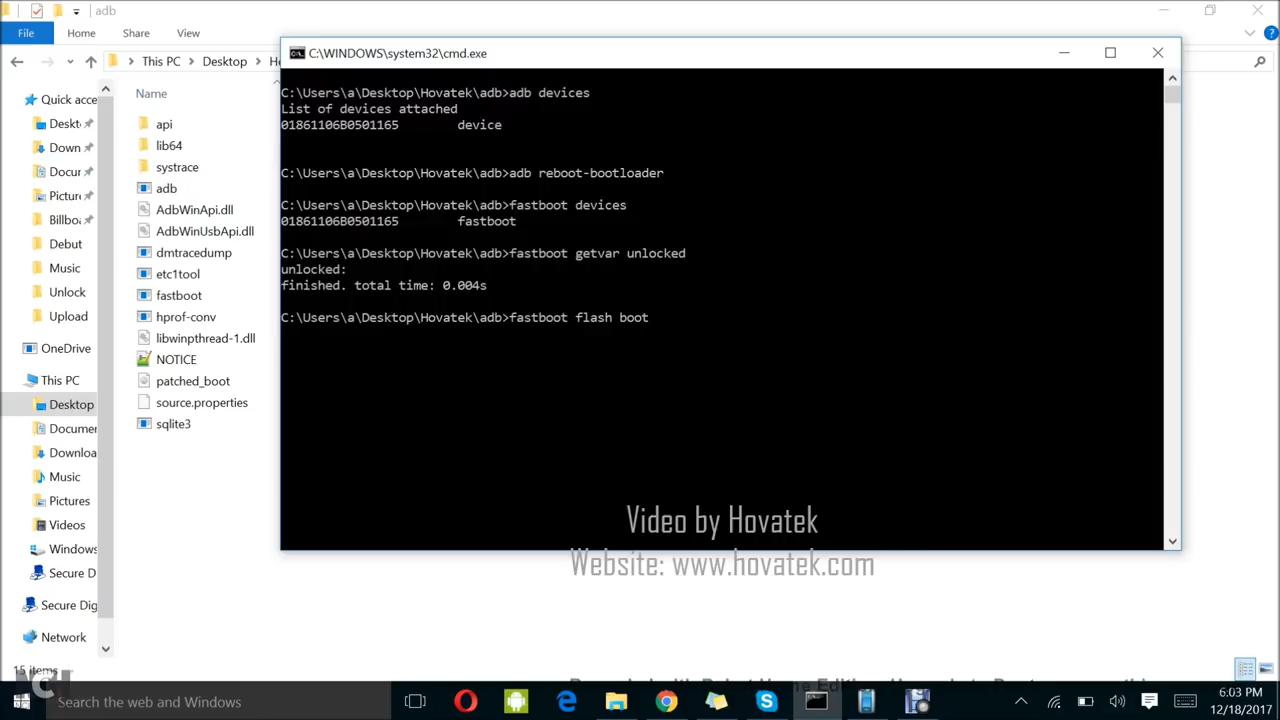 adb
File
Home
Share
View
This PC
Desktop
C:\WINDOWS\system32\cmd.exe
Name
Quick acce
Deskt
Down
Docur
Picture
Billbo
Debut
Music
Unlock
Upload
OneDrive
This PC
Desktop
Documer
Downloa
Music
Pictures
Videos
Windows
Secure D
Secure Dig
Network
api
lib64
systrace
adb
AdbWinApi.dll
AdbWinUsbApi.dll
dmtracedump
etc1tool
fastboot
hprof-conv
libwinpthread-1.dll
NOTICE
patched_boot
source.properties
sqlite3
C:\Users\a\Desktop\Hovatek\adb>adb devices
List of devices attached
01861106B0501165 device
C:\Users\a\Desktop\Hovatek\adb>adb reboot-bootloader
C:\Users\a\Desktop\Hovatek\adb>fastboot devices
01861106B0501165 fastboot
C:\Users\a\Desktop\Hovatek\adb>fastboot getvar unlocked
unlocked:
finished. total time: 0.004s
C:\Users\a\Desktop\Hovatek\adb>fastboot flash boot
Video by Hovatek
Website: www.hovatek.com
15 items
Search the web and Windows
6:03 PM
12/18/2017